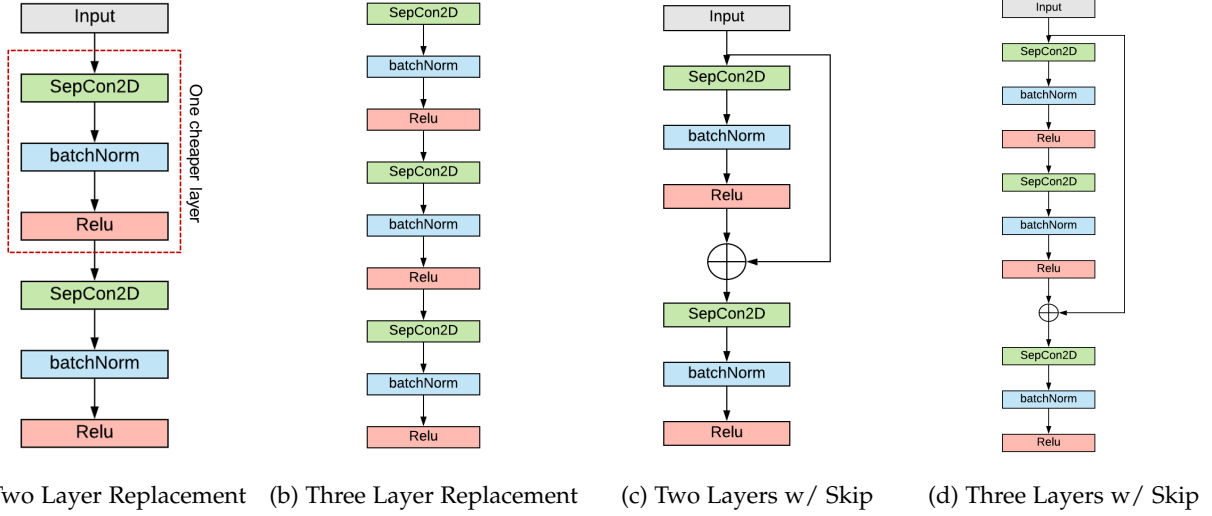 Input
SepCon2D
batchNorm
Relu
One cheaper layer
SepCon2D
batchNorm
Relu
SepCon2D
batchNorm
Relu
SepCon2D
batchNorm
Relu
SepCon2D
batchNorm
Relu
Input
SepCon2D
batchNorm
Relu
SepCon2D
batchNorm
Relu
Input
SepCon2D
batchNorm
Relu
SepCon2D
batchNorm
Relu
SepCon2D
batchNorm
Relu
Two Layer Replacement
(b) Three Layer Replacement
(c) Two Layers w/ Skip
(d) Three Layers w/ Skip